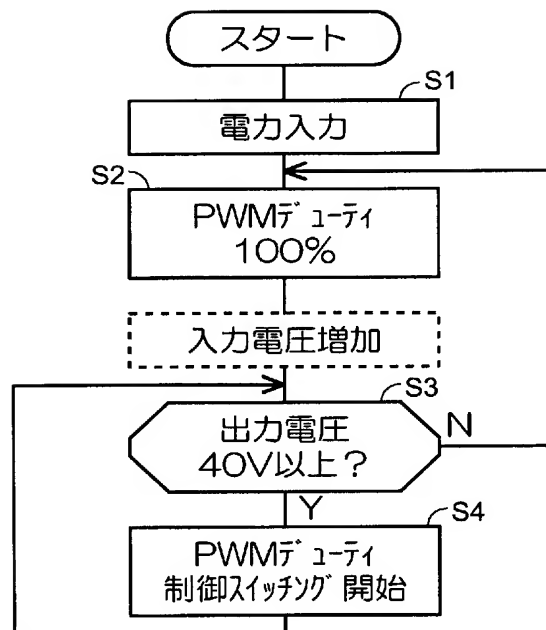 スタート
S1
電力入力
S2
PWMデューティ
100%
入力電圧増加
S3
出力電圧
40V以上？
N
Y
S4
PWMデューティ
制御スイッチング開始